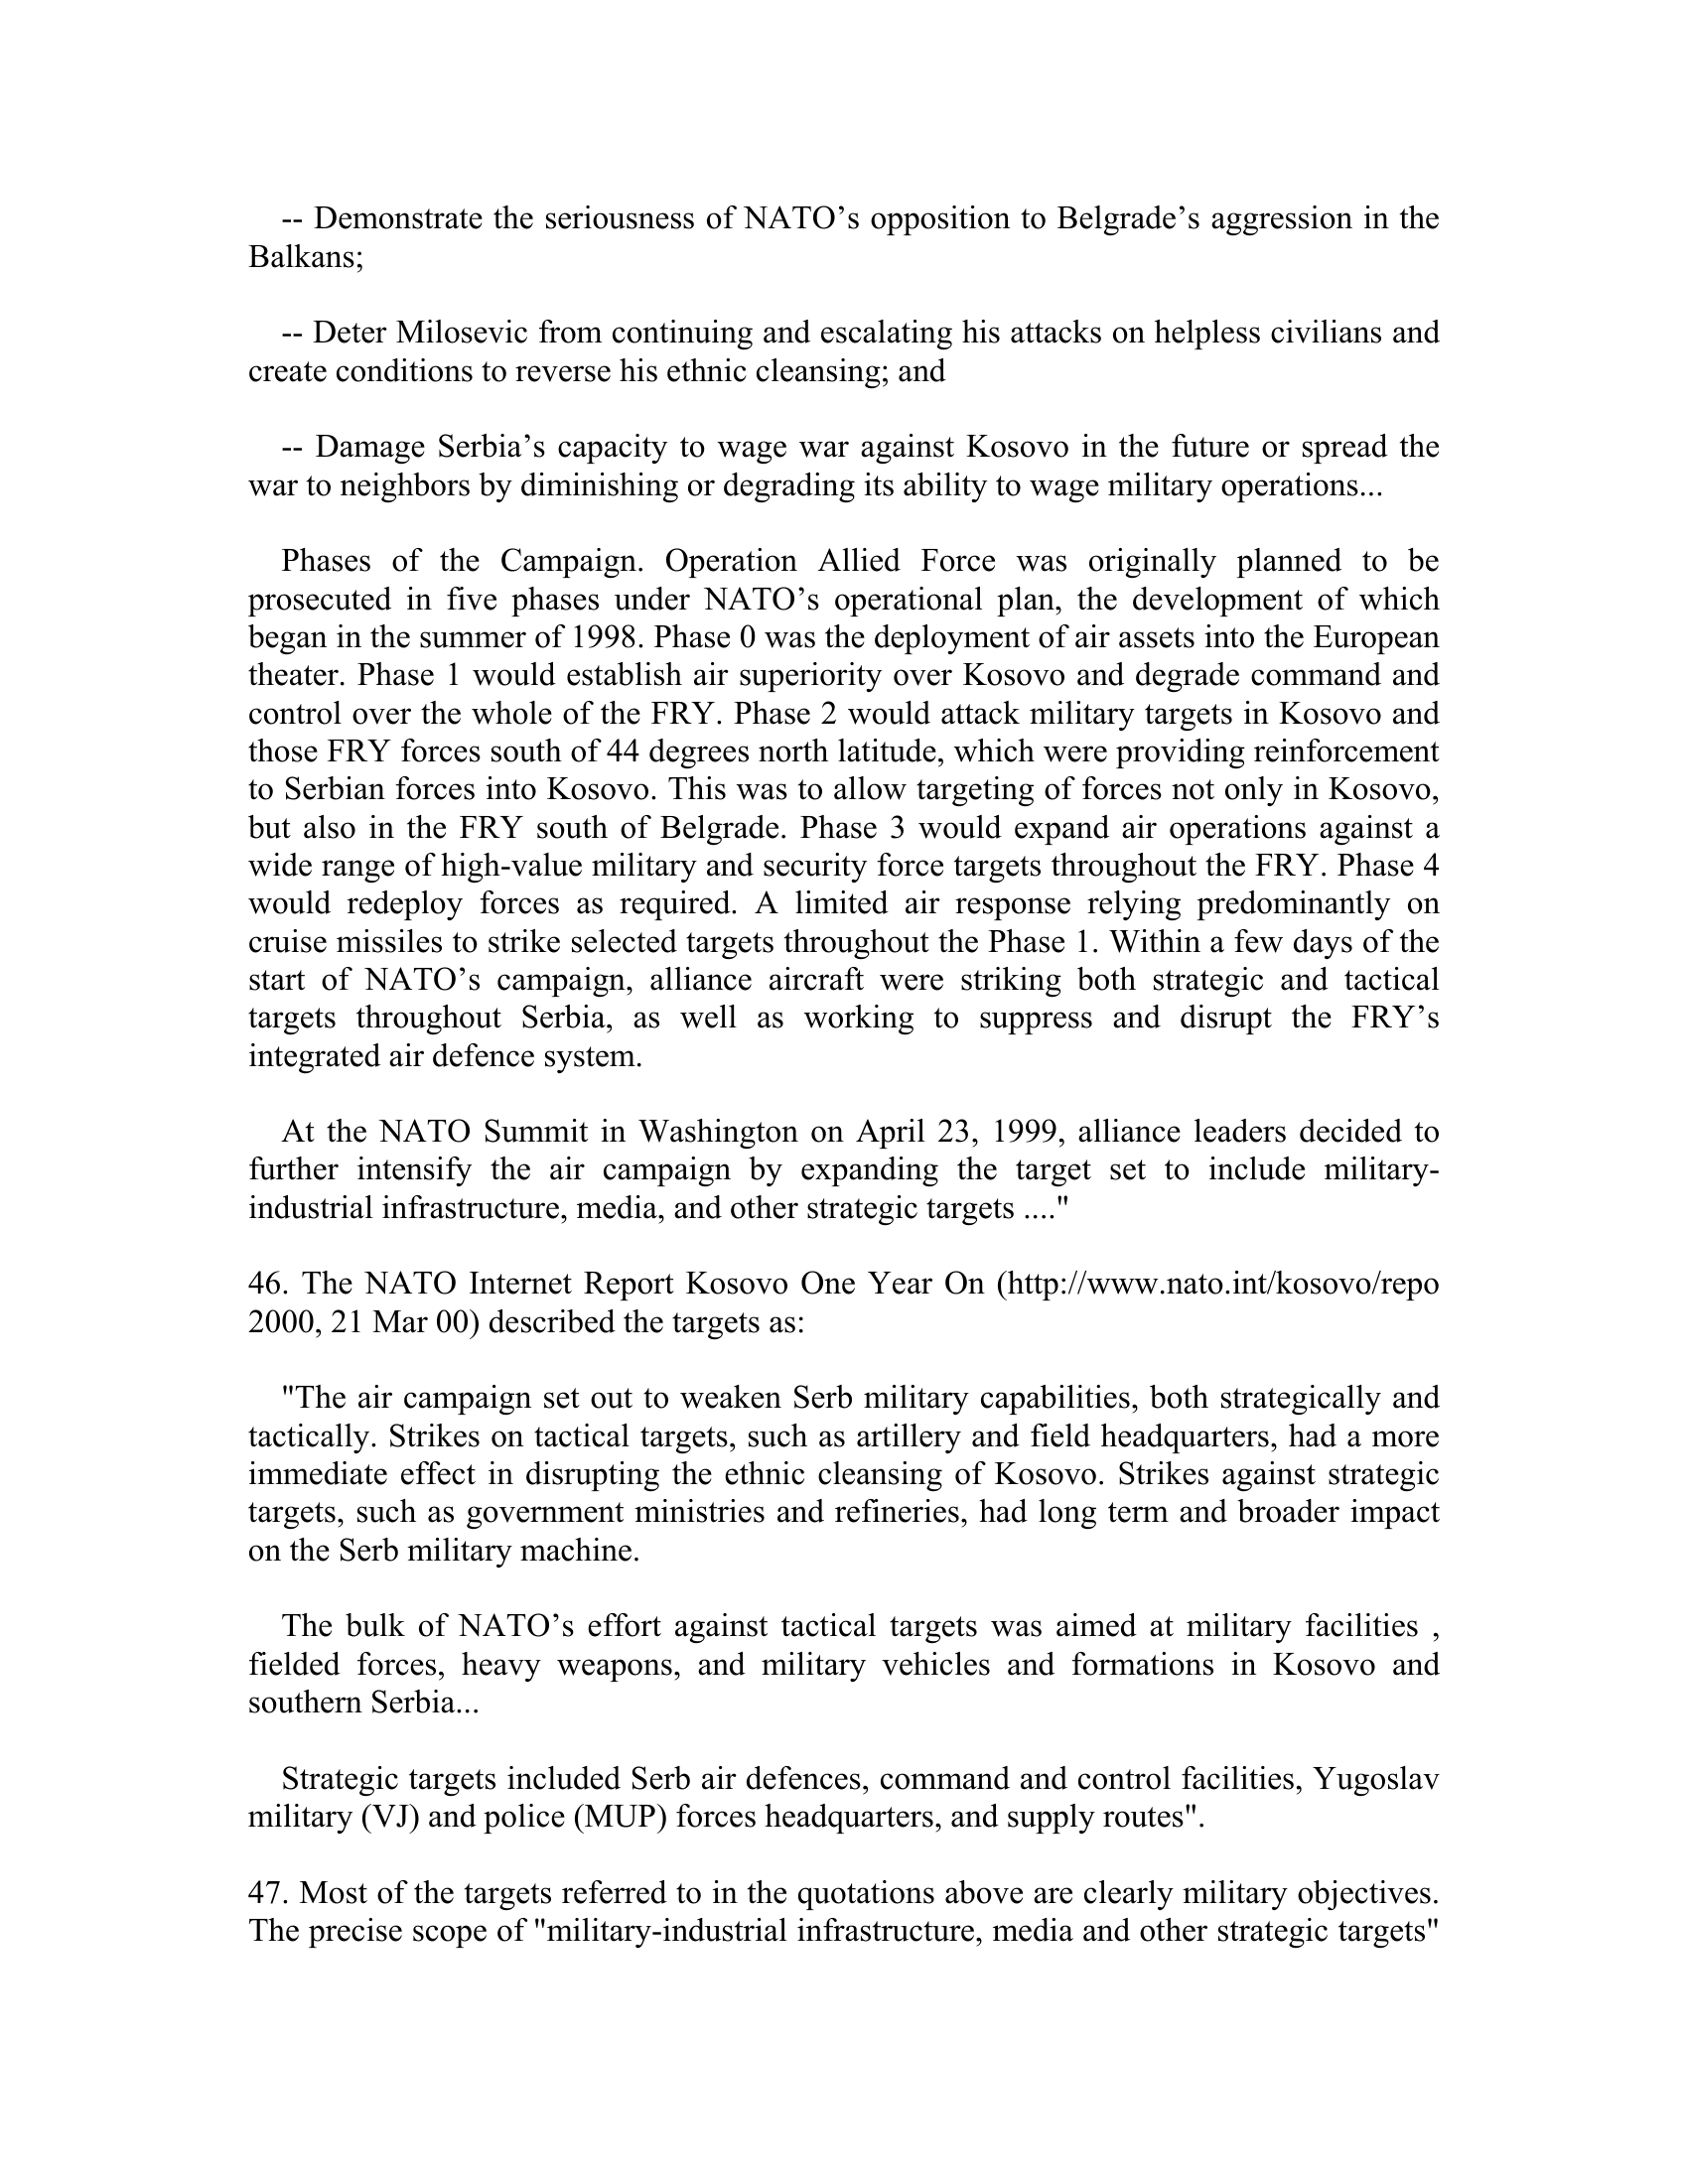 -- Demonstrate the seriousness of NATO’s opposition to Belgrade’s aggression in the
Balkans;
-- Deter Milosevic from continuing and escalating his attacks on helpless civilians and
create conditions to reverse his ethnic cleansing; and
-- Damage Serbia’s capacity to wage war against Kosovo in the future or spread the
war to neighbors by diminishing or degrading its ability to wage military operations...
Phases of the Campaign. Operation Allied Force was originally planned to be
prosecuted in five phases under NATO’s operational plan, the development of which
began in the summer of 1998. Phase 0 was the deployment of air assets into the European
theater. Phase 1 would establish air superiority over Kosovo and degrade command and
control over the whole of the FRY. Phase 2 would attack military targets in Kosovo and
those FRY forces south of 44 degrees north latitude, which were providing reinforcement
to Serbian forces into Kosovo. This was to allow targeting of forces not only in Kosovo,
but also in the FRY south of Belgrade. Phase 3 would expand air operations against a
wide range of high-value military and security force targets throughout the FRY. Phase 4
would redeploy forces as required. A limited air response relying predominantly on
cruise missiles to strike selected targets throughout the Phase 1. Within a few days of the
start of NATO’s campaign, alliance aircraft were striking both strategic and tactical
targets throughout Serbia, as well as working to suppress and disrupt the FRY’s
integrated air defence system.
At the NATO Summit in Washington on April 23, 1999, alliance leaders decided to
further intensify the air campaign by expanding the target set to include military-
industrial infrastructure, media, and other strategic targets ...."
46. The NATO Internet Report Kosovo One Year On (http://www.nato.int/kosovo/repo
2000, 21 Mar 00) described the targets as:
"The air campaign set out to weaken Serb military capabilities, both strategically and
tactically. Strikes on tactical targets, such as artillery and field headquarters, had a more
immediate effect in disrupting the ethnic cleansing of Kosovo. Strikes against strategic
targets, such as government ministries and refineries, had long term and broader impact
on the Serb military machine.
The bulk of NATO’s effort against tactical targets was aimed at military facilities ,
fielded forces, heavy weapons, and military vehicles and formations in Kosovo and
southern Serbia...
Strategic targets included Serb air defences, command and control facilities, Yugoslav
military (VJ) and police (MUP) forces headquarters, and supply routes".
47. Most of the targets referred to in the quotations above are clearly military objectives.
The precise scope of "military-industrial infrastructure, media and other strategic targets"